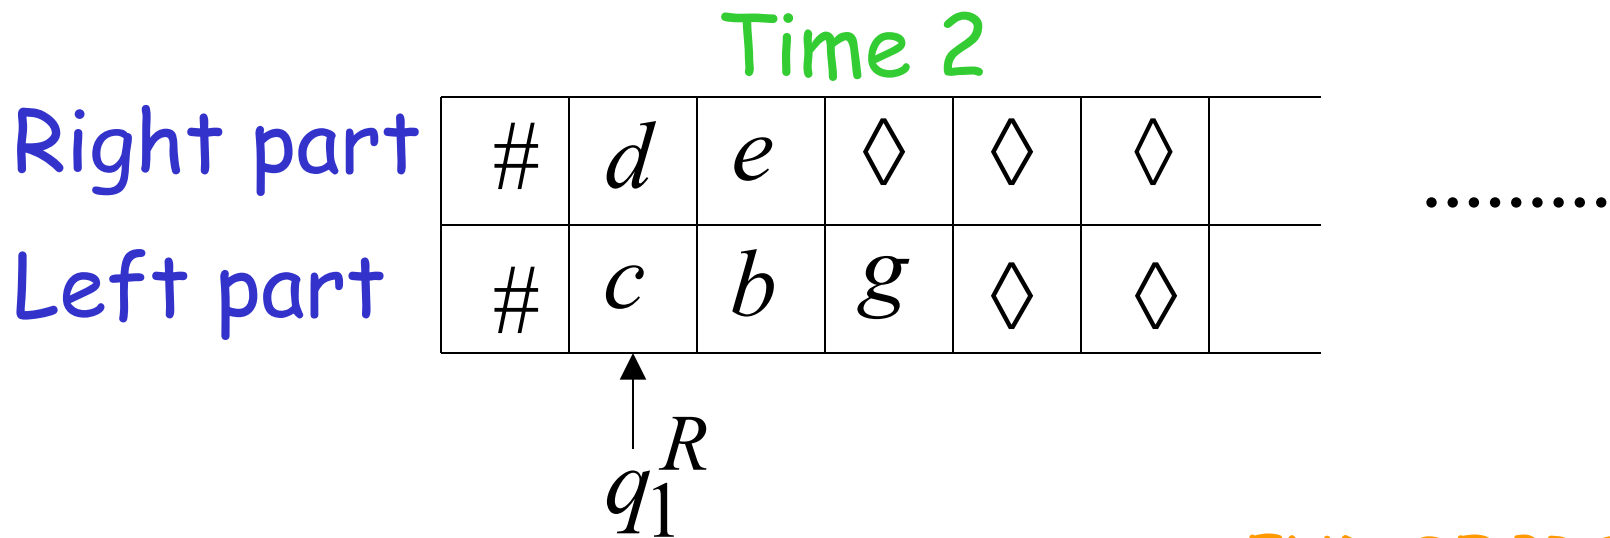 Time 2
Right part # d e ◊ ◊ ◊ .........
Left part # c b g ◊ ◊
q₁ᴿ